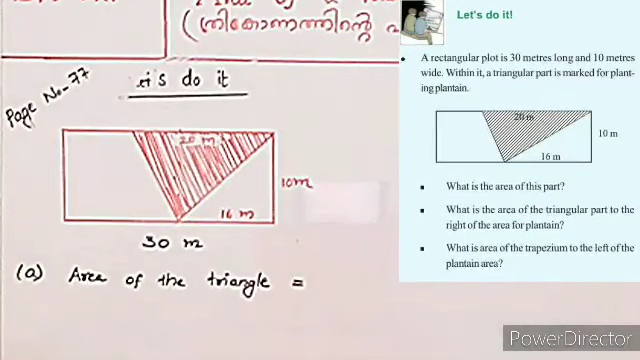 (ത്രികോണത്തിന്റെ
Let's do it!
A rectangular plot is 30 metres long and 10 metres
wide. Within it, a triangular part is marked for plant-
ing plantain.
20 m
10 m
16 m
What is the area of this part?
What is the area of the triangular part to the
right of the area for plantain?
What is area of the trapezium to the left of the
plantain area?
Page No-77
do it
20 m
10m
16 m
30 m
(a) Area of the triangle =
PowerDirector